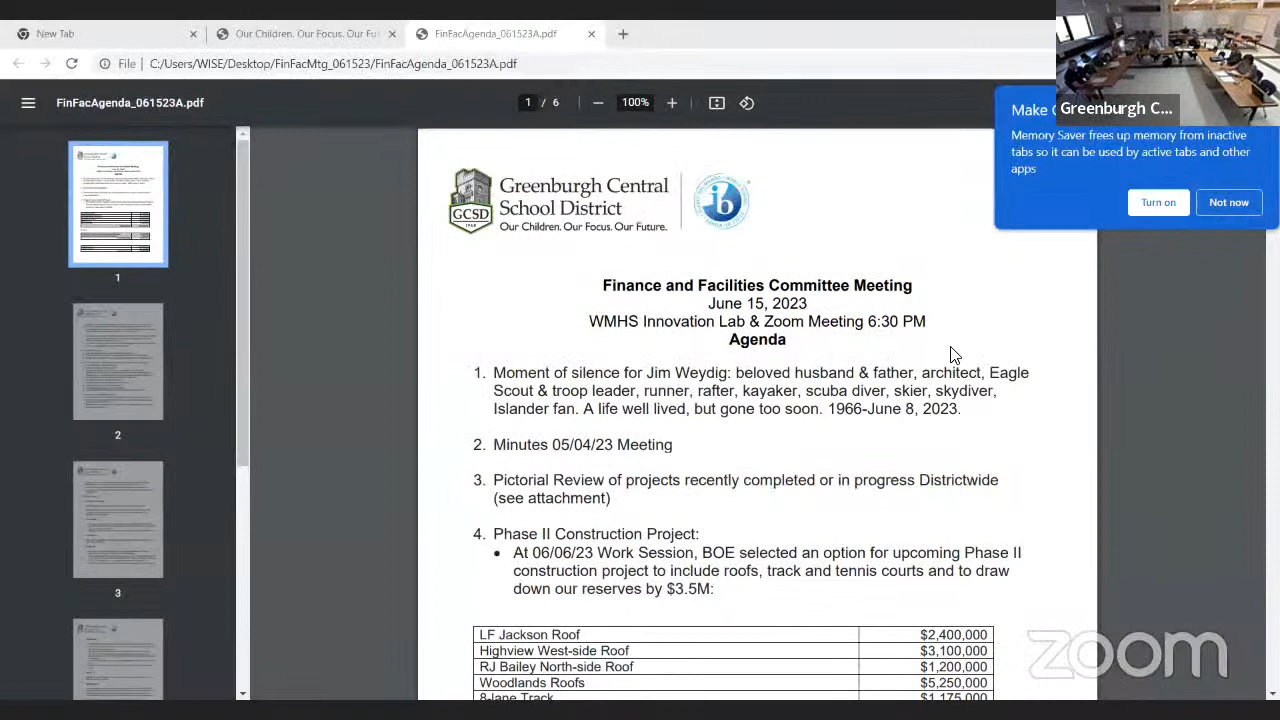 New Tab
Our Children. Our Focus. Our Fu
FinFacAgenda_061523A.pdf
File | C:/Users/WISE/Desktop/FinFacMtg_061523/FinFacAgenda_061523A.pdf
FinFacAgenda_061523A.pdf
1 / 6
100%
Greenburgh C...
Make
Memory Saver frees up memory from inactive
tabs so it can be used by active tabs and other
apps
Turn on
Not now
1
2
3
GCSD
Greenburgh Central
School District
Our Children. Our Focus. Our Future.
Finance and Facilities Committee Meeting
June 15, 2023
WMHS Innovation Lab & Zoom Meeting 6:30 PM
Agenda
1. Moment of silence for Jim Weydig: beloved husband & father, architect, Eagle
Scout & troop leader, runner, rafter, kayaker, scuba diver, skier, skydiver,
Islander fan. A life well lived, but gone too soon. 1966-June 8, 2023.
2. Minutes 05/04/23 Meeting
3. Pictorial Review of projects recently completed or in progress Districtwide
(see attachment)
4. Phase II Construction Project:
• At 06/06/23 Work Session, BOE selected an option for upcoming Phase II
construction project to include roofs, track and tennis courts and to draw
down our reserves by $3.5M:
LF Jackson Roof $2,400,000
Highview West-side Roof $3,100,000
RJ Bailey North-side Roof $1,200,000
Woodlands Roofs $5,250,000
8-lane Track $1,175,000
zoom